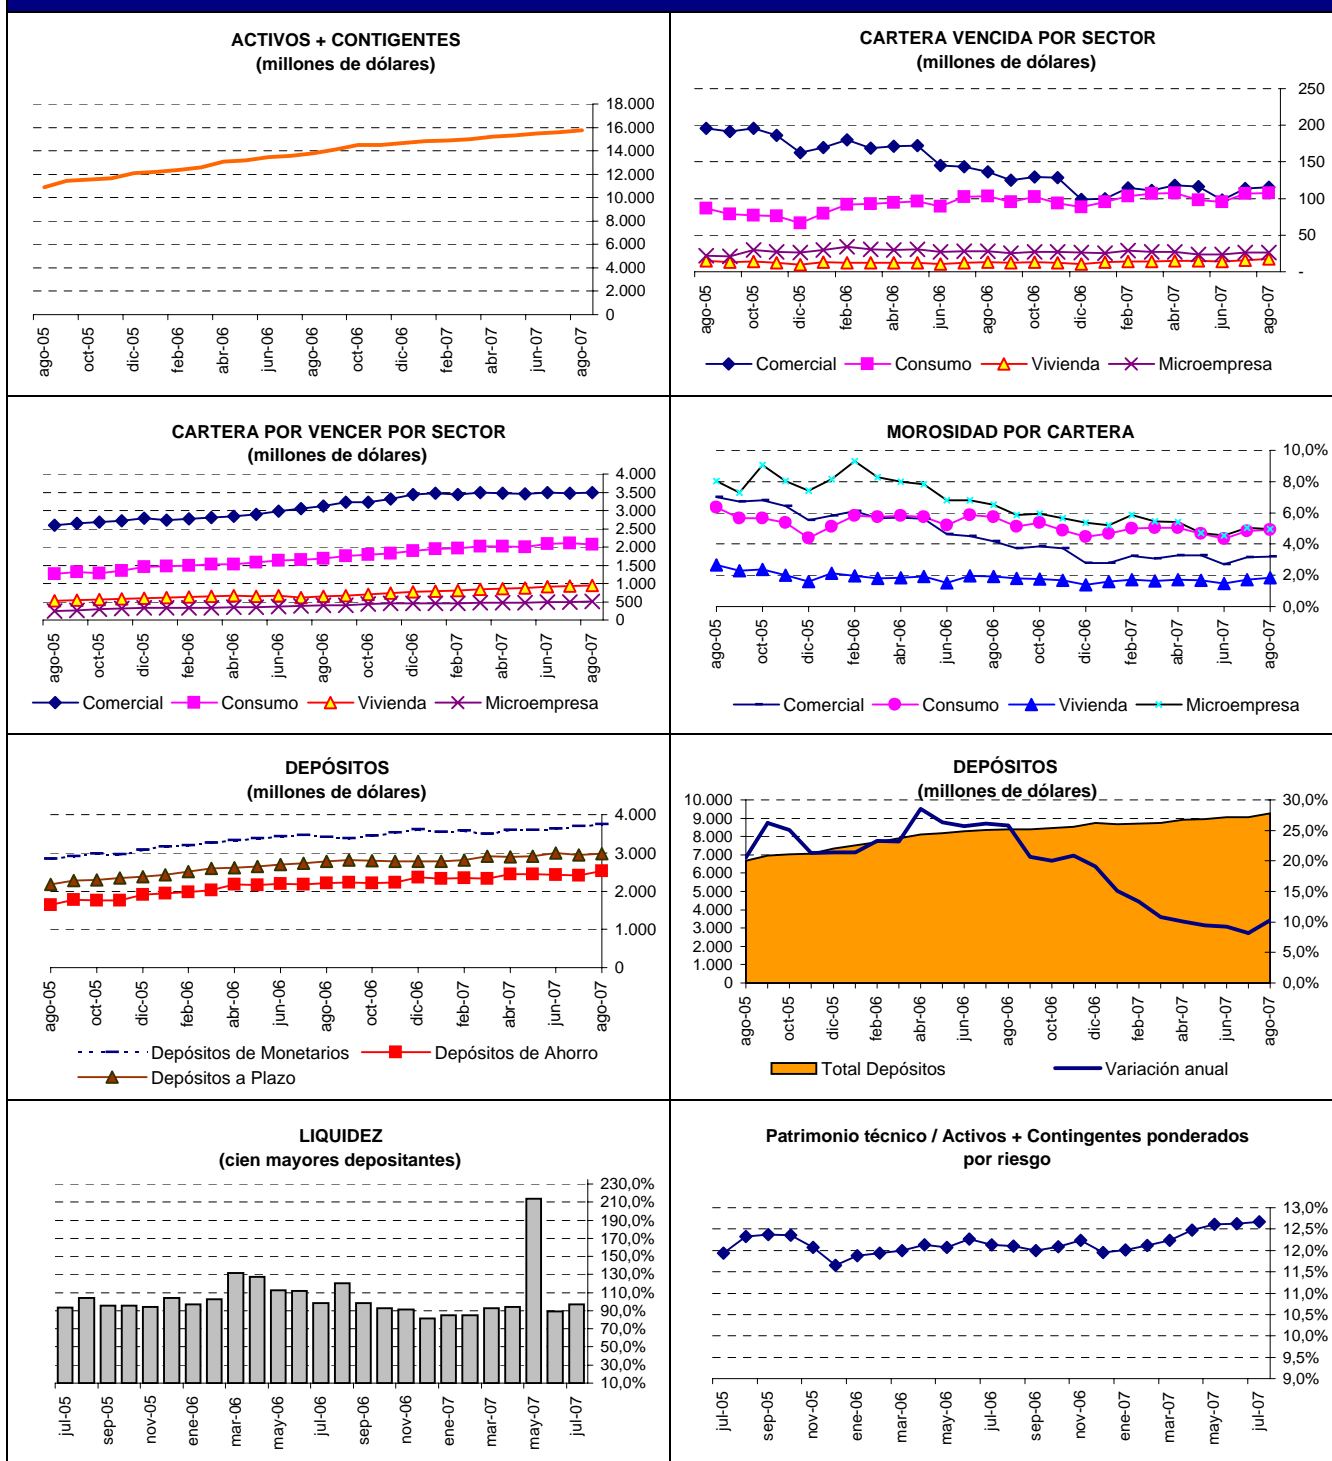 ACTIVOS + CONTIGENTES
(millones de dólares)
18.000
16.000
14.000
12.000
10.000
8.000
6.000
4.000
2.000
0
ago-05
oct-05
dic-05
feb-06
abr-06
jun-06
ago-06
oct-06
dic-06
feb-07
abr-07
jun-07
ago-07
CARTERA VENCIDA POR SECTOR
(millones de dólares)
250
200
150
100
50
-
ago-05
oct-05
dic-05
feb-06
abr-06
jun-06
ago-06
oct-06
dic-06
feb-07
abr-07
jun-07
ago-07
Comercial Consumo Vivienda Microempresa
CARTERA POR VENCER POR SECTOR
(millones de dólares)
4.000
3.500
3.000
2.500
2.000
1.500
1.000
500
0
ago-05
oct-05
dic-05
feb-06
abr-06
jun-06
ago-06
oct-06
dic-06
feb-07
abr-07
jun-07
ago-07
Comercial Consumo Vivienda Microempresa
MOROSIDAD POR CARTERA
10,0%
8,0%
6,0%
4,0%
2,0%
0,0%
ago-05
oct-05
dic-05
feb-06
abr-06
jun-06
ago-06
oct-06
dic-06
feb-07
abr-07
jun-07
ago-07
Comercial Consumo Vivienda Microempresa
DEPÓSITOS
(millones de dólares)
4.000
3.000
2.000
1.000
0
ago-05
oct-05
dic-05
feb-06
abr-06
jun-06
ago-06
oct-06
dic-06
feb-07
abr-07
jun-07
ago-07
Depósitos de Monetarios Depósitos de Ahorro
Depósitos a Plazo
DEPÓSITOS
(millones de dólares)
10.000
9.000
8.000
7.000
6.000
5.000
4.000
3.000
2.000
1.000
0
30,0%
25,0%
20,0%
15,0%
10,0%
5,0%
0,0%
ago-05
oct-05
dic-05
feb-06
abr-06
jun-06
ago-06
oct-06
dic-06
feb-07
abr-07
jun-07
ago-07
Total Depósitos Variación anual
LIQUIDEZ
(cien mayores depositantes)
230,0%
210,0%
190,0%
170,0%
150,0%
130,0%
110,0%
90,0%
70,0%
50,0%
30,0%
10,0%
jul-05
sep-05
nov-05
ene-06
mar-06
may-06
jul-06
sep-06
nov-06
ene-07
mar-07
may-07
jul-07
Patrimonio técnico / Activos + Contingentes ponderados
por riesgo
13,0%
12,5%
12,0%
11,5%
11,0%
10,5%
10,0%
9,5%
9,0%
jul-05
sep-05
nov-05
ene-06
mar-06
may-06
jul-06
sep-06
nov-06
ene-07
mar-07
may-07
jul-07